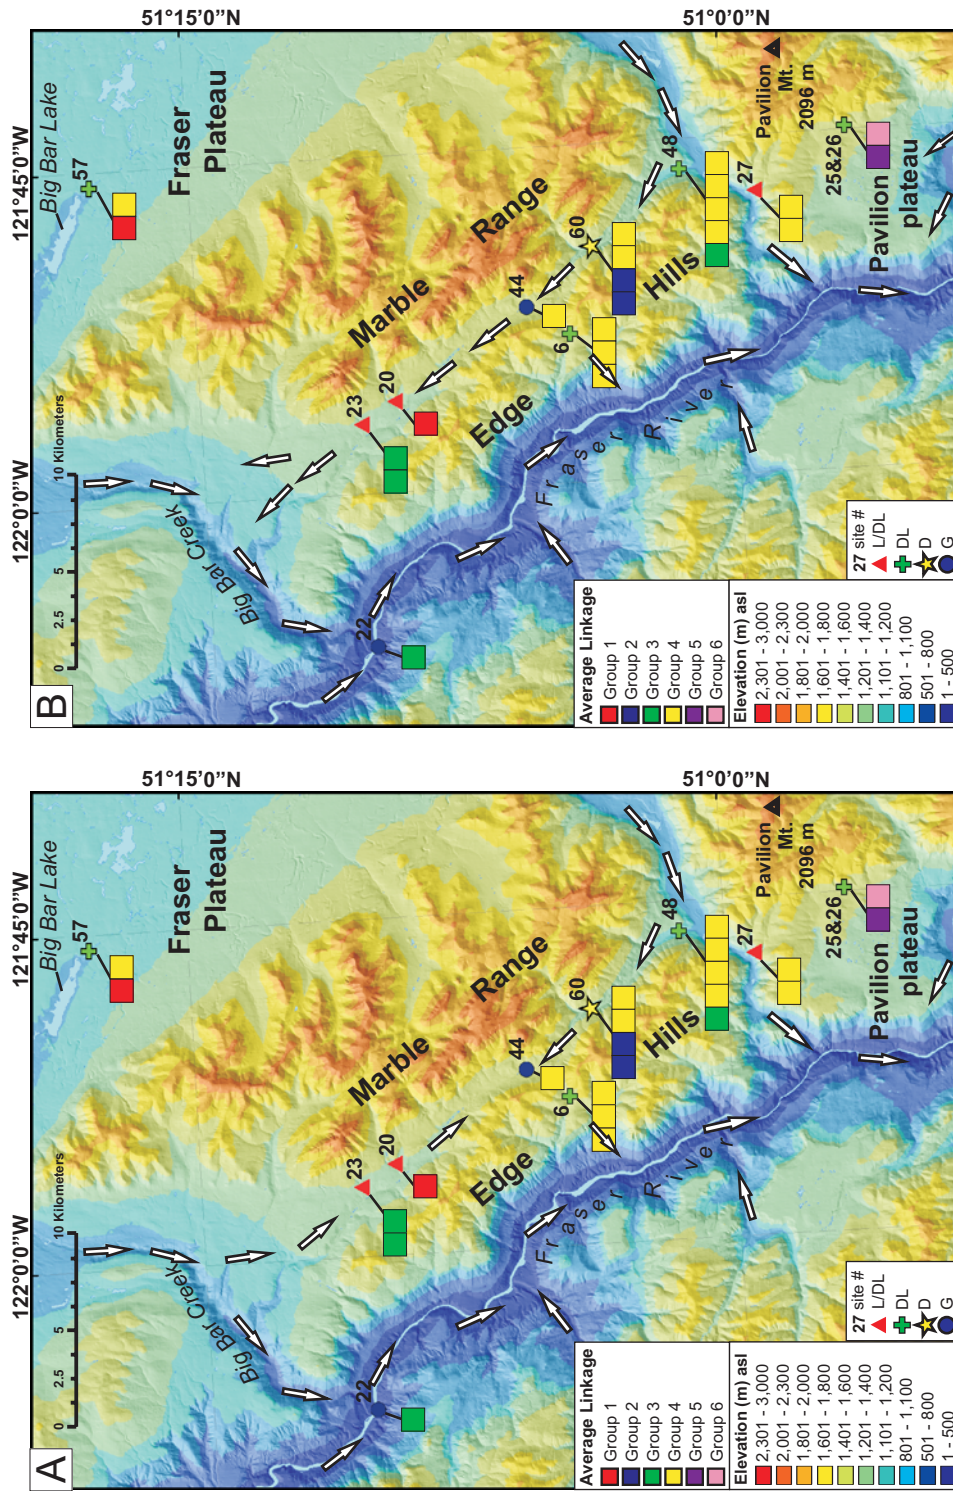 A
0 2.5 5 10 Kilometers
122°0'0"W
121°45'0"W
51°15'0"N
51°0'0"N
Big Bar Lake
57
Fraser
Plateau
Big Bar Creek
Marble
Range
23
20
22
44
60
6
48
Edge
Hills
Fraser
River
27
Pavilion
Mt.
2096 m
25&26
Pavilion
plateau
Average Linkage
Group 1
Group 2
Group 3
Group 4
Group 5
Group 6
Elevation (m) asl
2,301 - 3,000
2,001 - 2,300
1,801 - 2,000
1,601 - 1,800
1,401 - 1,600
1,201 - 1,400
1,101 - 1,200
801 - 1,100
501 - 800
1 - 500
27 site #
L/DL
DL
D
G
B
0 2.5 5 10 Kilometers
122°0'0"W
121°45'0"W
51°15'0"N
51°0'0"N
Big Bar Lake
57
Fraser
Plateau
Big Bar Creek
Marble
Range
23
20
22
44
60
6
48
Edge
Hills
Fraser
River
27
Pavilion
Mt.
2096 m
25&26
Pavilion
plateau
Average Linkage
Group 1
Group 2
Group 3
Group 4
Group 5
Group 6
Elevation (m) asl
2,301 - 3,000
2,001 - 2,300
1,801 - 2,000
1,601 - 1,800
1,401 - 1,600
1,201 - 1,400
1,101 - 1,200
801 - 1,100
501 - 800
1 - 500
27 site #
L/DL
DL
D
G